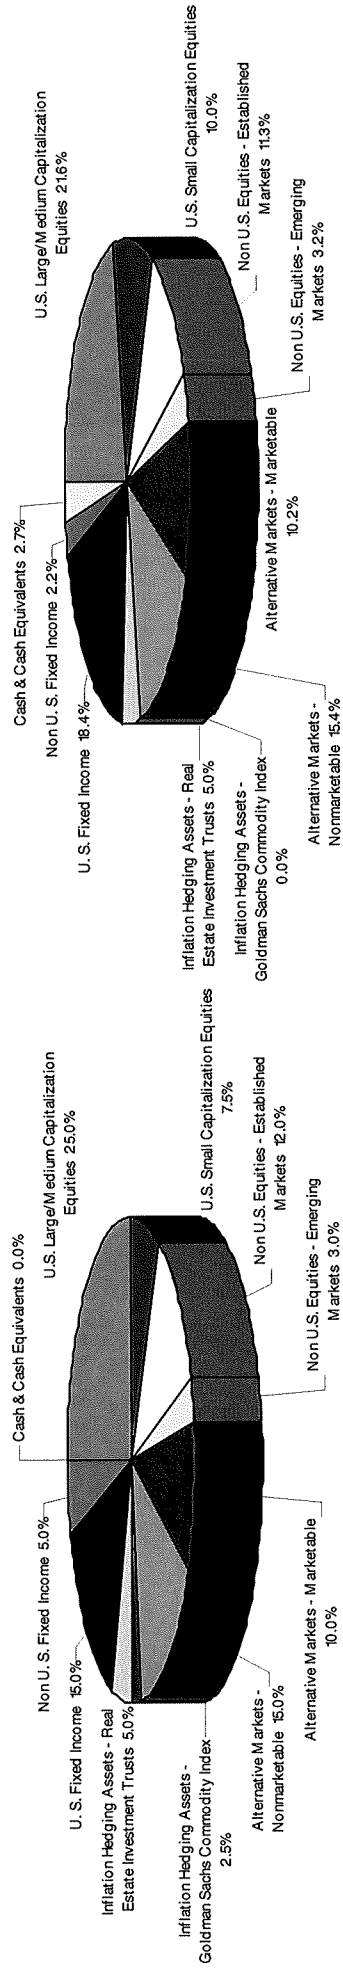 Cash & Cash Equivalents 0.0%
U.S. Large/Medium Capitalization
Equities 25.0%
U.S. Small Capitalization Equities
7.5%
Non U.S. Equities - Established
Markets 12.0%
Non U.S. Equities - Emerging
Markets 3.0%
Alternative Markets - Marketable
10.0%
Alternative Markets -
Nonmarketable 15.0%
Inflation Hedging Assets -
Goldman Sachs Commodity Index
2.5%
Inflation Hedging Assets - Real
Estate Investment Trusts 5.0%
U.S. Fixed Income 15.0%
Non U.S. Fixed Income 5.0%
Cash & Cash Equivalents 2.7%
U.S. Large/Medium Capitalization
Equities 21.6%
U.S. Small Capitalization Equities
10.0%
Non U.S. Equities - Established
Markets 11.3%
Non U.S. Equities - Emerging
Markets 3.2%
Alternative Markets - Marketable
10.2%
Alternative Markets -
Nonmarketable 15.4%
Inflation Hedging Assets -
Goldman Sachs Commodity Index
0.0%
Inflation Hedging Assets - Real
Estate Investment Trusts 5.0%
U.S. Fixed Income 18.4%
Non U.S. Fixed Income 2.2%